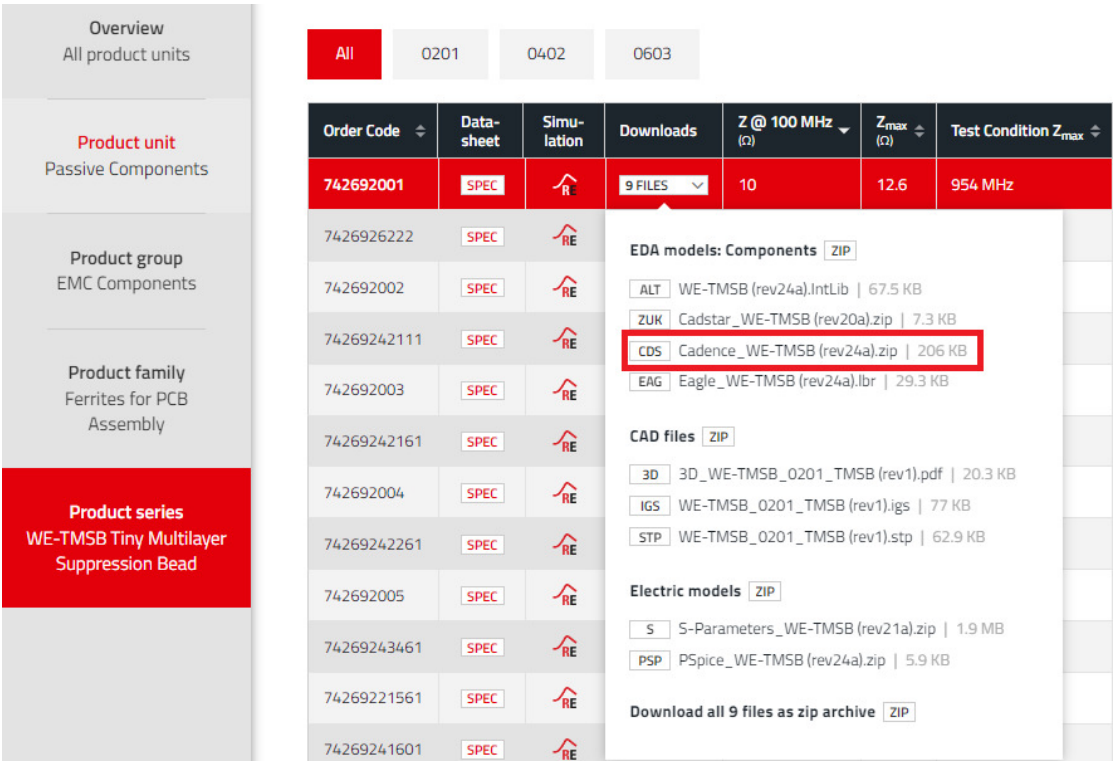 Overview
All product units
Product unit
Passive Components
Product group
EMC Components
Product family
Ferrites for PCB
Assembly
Product series
WE-TMSB Tiny Multilayer
Suppression Bead
All 0201 0402 0603
Order Code Data-sheet Simu-lation Downloads Z @ 100 MHz (Ω) Zmax (Ω) Test Condition Zmax
742692001 SPEC RE 9 FILES 10 12.6 954 MHz
7426926222 SPEC RE
742692002 SPEC RE
74269242111 SPEC RE
742692003 SPEC RE
74269242161 SPEC RE
742692004 SPEC RE
74269242261 SPEC RE
742692005 SPEC RE
74269243461 SPEC RE
74269221561 SPEC RE
74269241601 SPEC RE
EDA models: Components ZIP
ALT WE-TMSB (rev24a).IntLib | 67.5 KB
ZUK Cadstar_WE-TMSB (rev20a).zip | 7.3 KB
CDS Cadence_WE-TMSB (rev24a).zip | 206 KB
EAG Eagle_WE-TMSB (rev24a).lbr | 29.3 KB
CAD files ZIP
3D 3D_WE-TMSB_0201_TMSB (rev1).pdf | 20.3 KB
IGS WE-TMSB_0201_TMSB (rev1).igs | 77 KB
STP WE-TMSB_0201_TMSB (rev1).stp | 62.9 KB
Electric models ZIP
S S-Parameters_WE-TMSB (rev21a).zip | 1.9 MB
PSP PSpice_WE-TMSB (rev24a).zip | 5.9 KB
Download all 9 files as zip archive ZIP